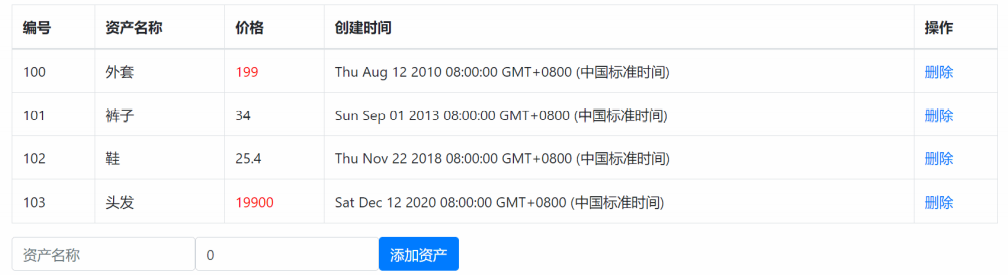 编号 资产名称 价格 创建时间 操作
100 外套 199 Thu Aug 12 2010 08:00:00 GMT+0800 (中国标准时间) 删除
101 裤子 34 Sun Sep 01 2013 08:00:00 GMT+0800 (中国标准时间) 删除
102 鞋 25.4 Thu Nov 22 2018 08:00:00 GMT+0800 (中国标准时间) 删除
103 头发 19900 Sat Dec 12 2020 08:00:00 GMT+0800 (中国标准时间) 删除
资产名称 0 添加资产